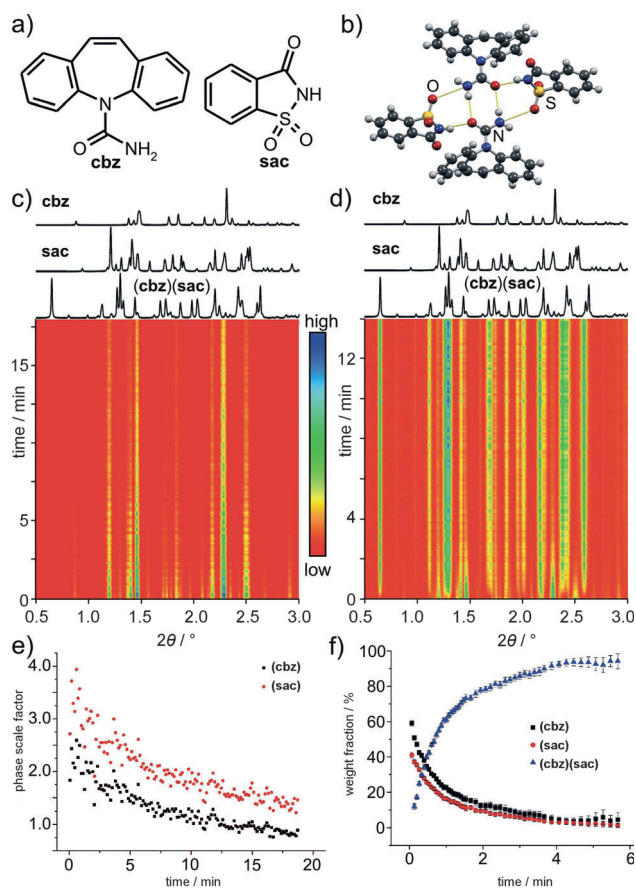 a)
b)
O
NH
S
O O
N
O NH₂
cbz
sac
O
S
N
c)
d)
cbz
cbz
sac
sac
(cbz)(sac)
(cbz)(sac)
high
low
time / min
15
5
0
0.5 1.0 1.5 2.0 2.5 3.0
2θ / °
time / min
12
4
0
0.5 1.0 1.5 2.0 2.5 3.0
2θ / °
e)
4.0
3.0
2.0
1.0
phase scale factor
(cbz)
(sac)
0 5 10 15 20
time / min
f)
100
80
60
40
20
0
weight fraction / %
(cbz)
(sac)
(cbz)(sac)
0 2 4 6
time / min